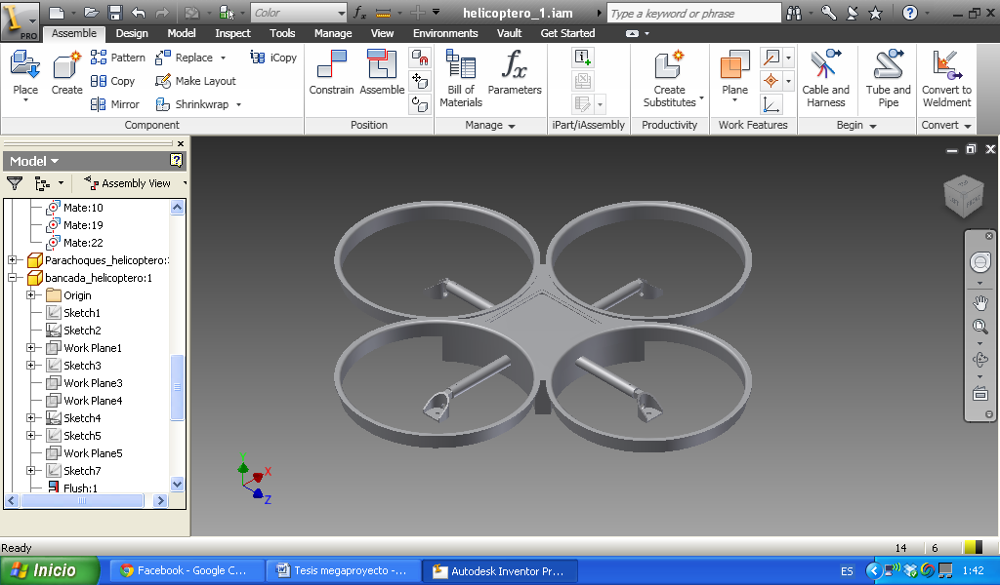 PRO
Color
helicoptero_1.iam
Type a keyword or phrase
Assemble Design Model Inspect Tools Manage View Environments Vault Get Started
Place
Create
Pattern
Copy
Mirror
Replace
Make Layout
Shrinkwrap
iCopy
Constrain
Assemble
Bill of Materials
Parameters
Create Substitutes
Plane
Cable and Harness
Tube and Pipe
Convert to Weldment
Component
Position
Manage
iPart/iAssembly
Productivity
Work Features
Begin
Convert
Model
Assembly View
Mate:10
Mate:19
Mate:22
Parachoques_helicoptero:
bancada_helicoptero:1
Origin
Sketch1
Sketch2
Work Plane1
Sketch3
Work Plane3
Work Plane4
Sketch4
Sketch5
Work Plane5
Sketch7
Flush:1
Y
X
Z
Ready
14 6
Inicio
Facebook - Google C...
Tesis megaproyecto -...
Autodesk Inventor Pr...
ES
1:42